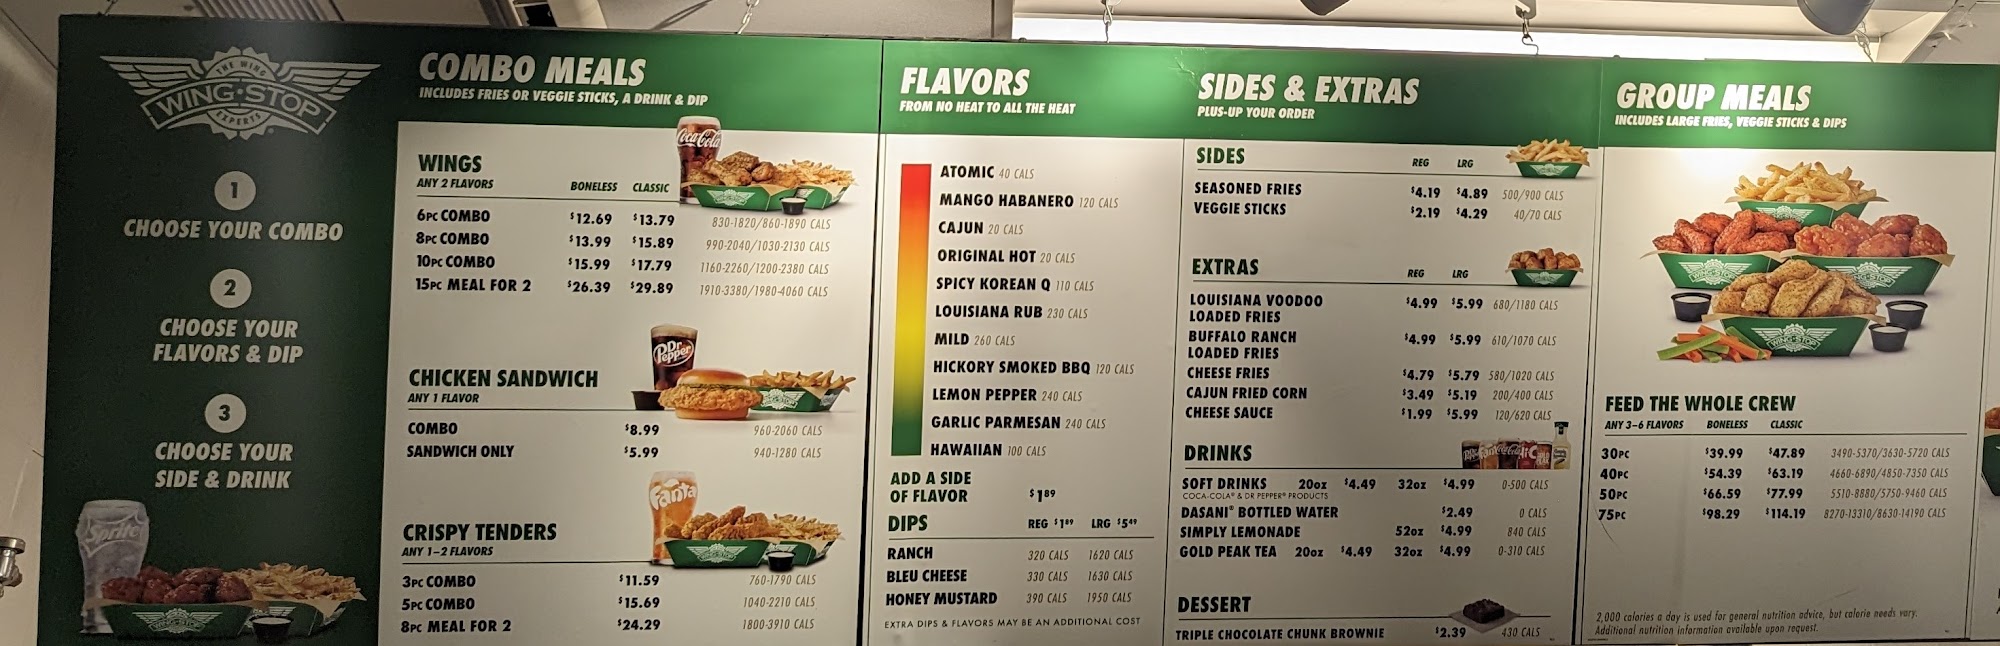 THE WING
WING·STOP
EXPERTS
1
CHOOSE YOUR COMBO
2
CHOOSE YOUR
FLAVORS & DIP
3
CHOOSE YOUR
SIDE & DRINK
Sprite
WING·STOP
COMBO MEALS
INCLUDES FRIES OR VEGGIE STICKS, A DRINK & DIP
Coca-Cola
WINGS
ANY 2 FLAVORS BONELESS CLASSIC
6PC COMBO $12.69 $13.79 830-1820/860-1890 CALS
8PC COMBO $13.99 $15.89 990-2040/1030-2130 CALS
10PC COMBO $15.99 $17.79 1160-2260/1200-2380 CALS
15PC MEAL FOR 2 $26.39 $29.89 1910-3380/1980-4060 CALS
Dr Pepper
CHICKEN SANDWICH
ANY 1 FLAVOR
COMBO $8.99 960-2060 CALS
SANDWICH ONLY $5.99 940-1280 CALS
Fanta
CRISPY TENDERS
ANY 1-2 FLAVORS
3PC COMBO $11.59 760-1790 CALS
5PC COMBO $15.69 1040-2210 CALS
8PC MEAL FOR 2 $24.29 1800-3910 CALS
FLAVORS
FROM NO HEAT TO ALL THE HEAT
ATOMIC 40 CALS
MANGO HABANERO 120 CALS
CAJUN 20 CALS
ORIGINAL HOT 20 CALS
SPICY KOREAN Q 110 CALS
LOUISIANA RUB 230 CALS
MILD 260 CALS
HICKORY SMOKED BBQ 120 CALS
LEMON PEPPER 240 CALS
GARLIC PARMESAN 240 CALS
HAWAIIAN 100 CALS
ADD A SIDE
OF FLAVOR $1.89
DIPS REG $1.89 LRG $5.49
RANCH 320 CALS 1620 CALS
BLEU CHEESE 330 CALS 1630 CALS
HONEY MUSTARD 390 CALS 1950 CALS
EXTRA DIPS & FLAVORS MAY BE AN ADDITIONAL COST
SIDES & EXTRAS
PLUS-UP YOUR ORDER
SIDES REG LRG
SEASONED FRIES $4.19 $4.89 500/900 CALS
VEGGIE STICKS $2.19 $4.29 40/70 CALS
EXTRAS REG LRG
LOUISIANA VOODOO $4.99 $5.99 680/1180 CALS
LOADED FRIES
BUFFALO RANCH $4.99 $5.99 610/1070 CALS
LOADED FRIES
CHEESE FRIES $4.79 $5.79 580/1020 CALS
CAJUN FRIED CORN $3.49 $5.19 200/400 CALS
CHEESE SAUCE $1.99 $5.99 120/620 CALS
DRINKS
SOFT DRINKS 20oz $4.49 32oz $4.99 0-500 CALS
COCA-COLA® & DR PEPPER® PRODUCTS
DASANI® BOTTLED WATER $2.49 0 CALS
SIMPLY LEMONADE 52oz $4.99 840 CALS
GOLD PEAK TEA 20oz $4.49 32oz $4.99 0-310 CALS
DESSERT
TRIPLE CHOCOLATE CHUNK BROWNIE $2.39 430 CALS
GROUP MEALS
INCLUDES LARGE FRIES, VEGGIE STICKS & DIPS
WING·STOP
WING·STOP
WING·STOP
FEED THE WHOLE CREW
ANY 3-6 FLAVORS BONELESS CLASSIC
30PC $39.99 $47.89 3490-5370/3630-5720 CALS
40PC $54.39 $63.19 4660-6890/4850-7350 CALS
50PC $66.59 $77.99 5510-8880/5750-9460 CALS
75PC $98.29 $114.19 8270-13310/8630-14190 CALS
2,000 calories a day is used for general nutrition advice, but calorie needs vary.
Additional nutrition information available upon request.